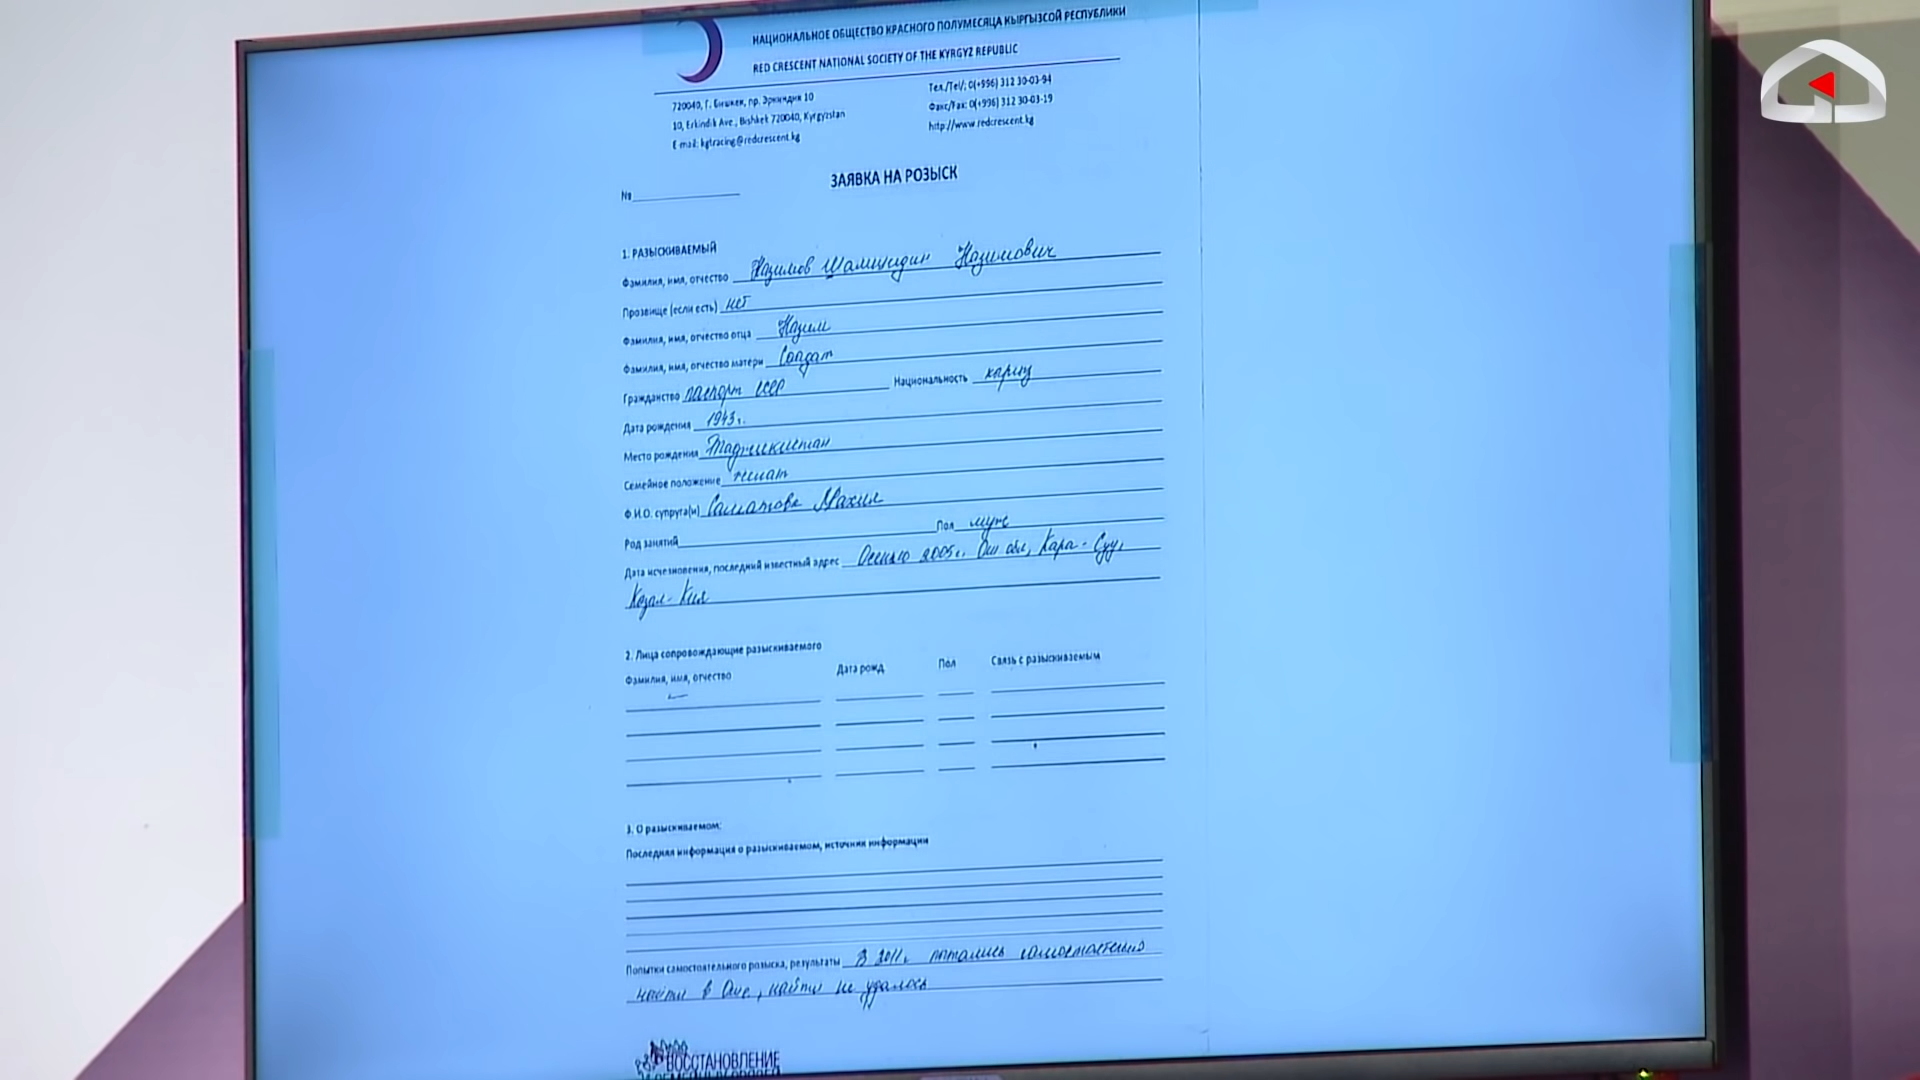 НАЦИОНАЛЬНОЕ ОБЩЕСТВО КРАСНОГО ПОЛУМЕСЯЦА КЫРГЫЗСОЙ РЕСПУБЛИКИ
RED CRESCENT NATIONAL SOCIETY OF THE KYRGYZ REPUBLIC
720040, Г. Бишкек, пр. Эркиндик 10
10, Erkindik Ave., Bishkek 720040, Kyrgyzstan
E-mail: kgtracing@redcrescent.kg
Тел./Tel/; 0(+996) 312 30-03-94
Факс/Fax: 0(+996) 312 30-03-19
http://www.redcrescent.kg
ЗАЯВКА НА РОЗЫСК
№
1. РАЗЫСКИВАЕМЫЙ
Фамилия, имя, отчество Назимов Шамшидин Назимович
Прозвище (если есть) нет
Фамилия, имя, отчество отца Назим
Фамилия, имя, отчество матери Саадат
Гражданство паспорт СССР Национальность
Дата рождения 1943г.
Место рождения Таджикистан
Семейное положение женат
Ф.И.О. супруга(и) Саматова
Род занятий Пол муж
Дата исчезновения, последний известный адрес Осенью 2005г. Ош обл, Кара-Суу,
Кызыл-Кия
2. Лица сопровождающие разыскиваемого
Фамилия, имя, отчество Дата рожд Пол Связь с разыскиваемым
3. О разыскиваемом:
Последняя информация о разыскиваемом, источник информации
Попытки самостоятельного розыска, результаты В 2011г. пытались самостоятельно
найти в Оше, найти не удалось
ВОССТАНОВЛЕНИЕ